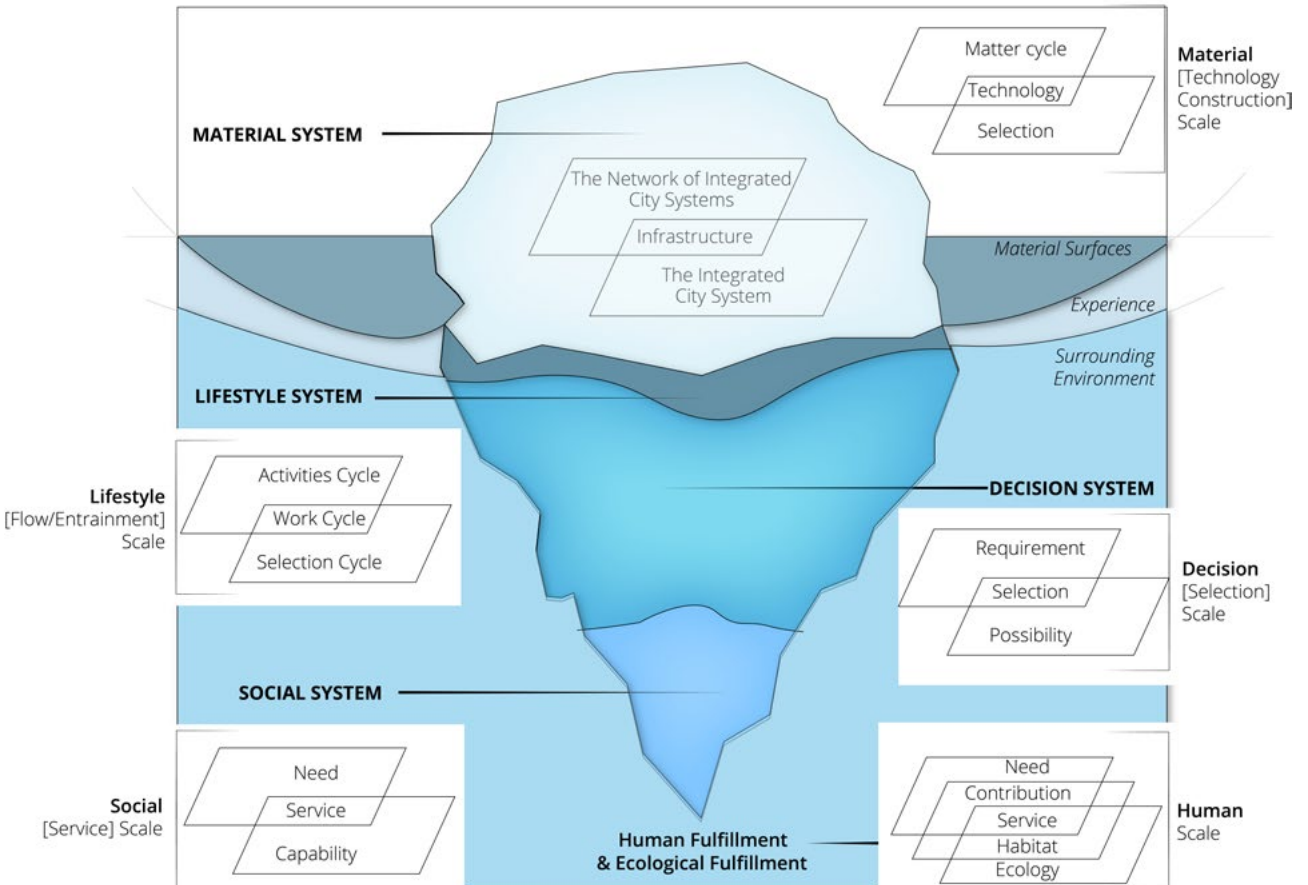 Matter cycle
Technology
Selection
Material
[Technology
Construction]
Scale
MATERIAL SYSTEM
The Network of Integrated
City Systems
Infrastructure
The Integrated
City System
Material Surfaces
Experience
Surrounding
Environment
LIFESTYLE SYSTEM
Lifestyle
[Flow/Entrainment]
Scale
Activities Cycle
Work Cycle
Selection Cycle
DECISION SYSTEM
Requirement
Selection
Possibility
Decision
[Selection]
Scale
SOCIAL SYSTEM
Social
[Service] Scale
Need
Service
Capability
Human Fulfillment
& Ecological Fulfillment
Need
Contribution
Service
Habitat
Ecology
Human
Scale